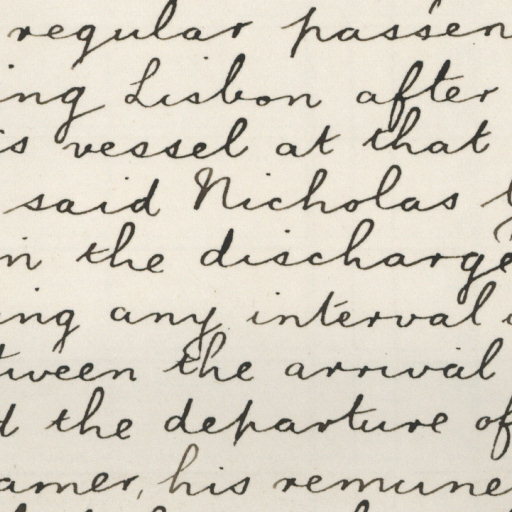 regular passen
ing Lisbon after
is vessel at that
said Nicholas
in the discharge
ing any interval
tween the arrival
d the departure of
amer, his remune